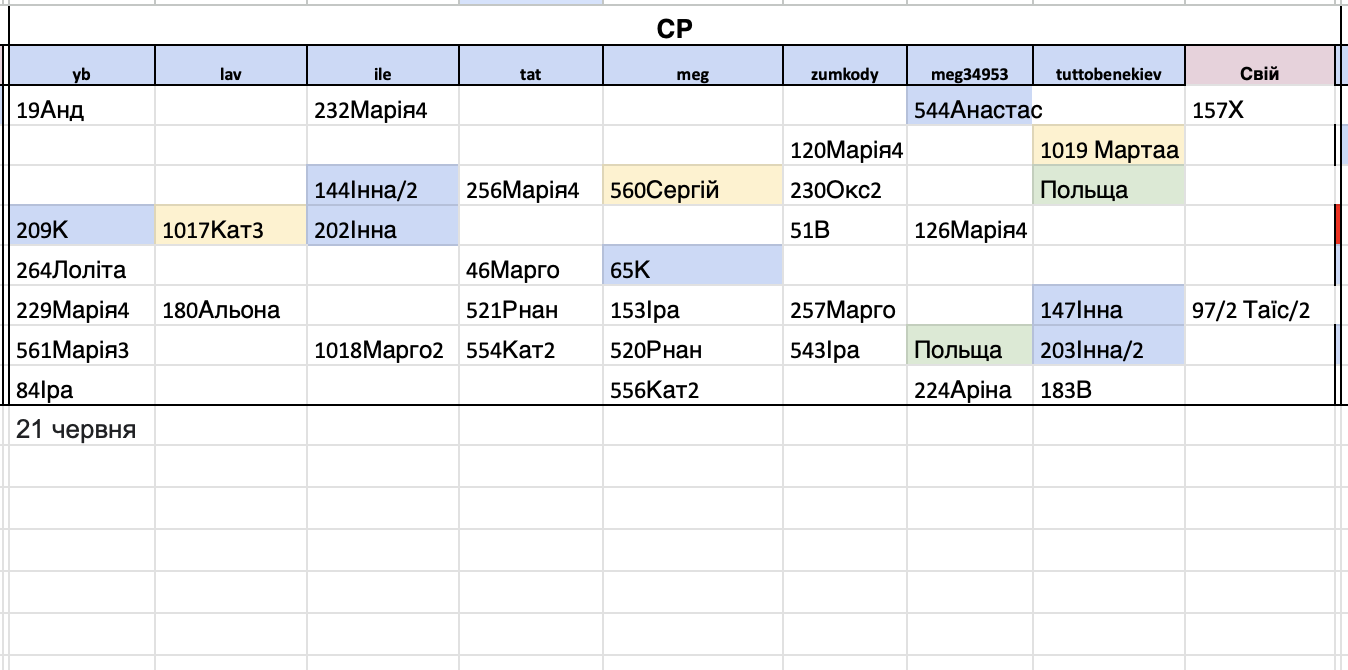 СР
yb lav ile tat meg zumkody meg34953 tuttobenekiev Свій
19Анд 232Марія4 544Анастас 157Х
120Марія4 1019 Мартаа
144Інна/2 256Марія4 560Сергій 230Окс2 Польща
209К 1017Кат3 202Інна 51В 126Марія4
264Лоліта 46Марго 65К
229Марія4 180Альона 521Рнан 153Іра 257Марго 147Інна 97/2 Таїс/2
561Марія3 1018Марго2 554Кат2 520Рнан 543Іра Польща 203Інна/2
84Іра 556Кат2 224Аріна 183В
21 червня